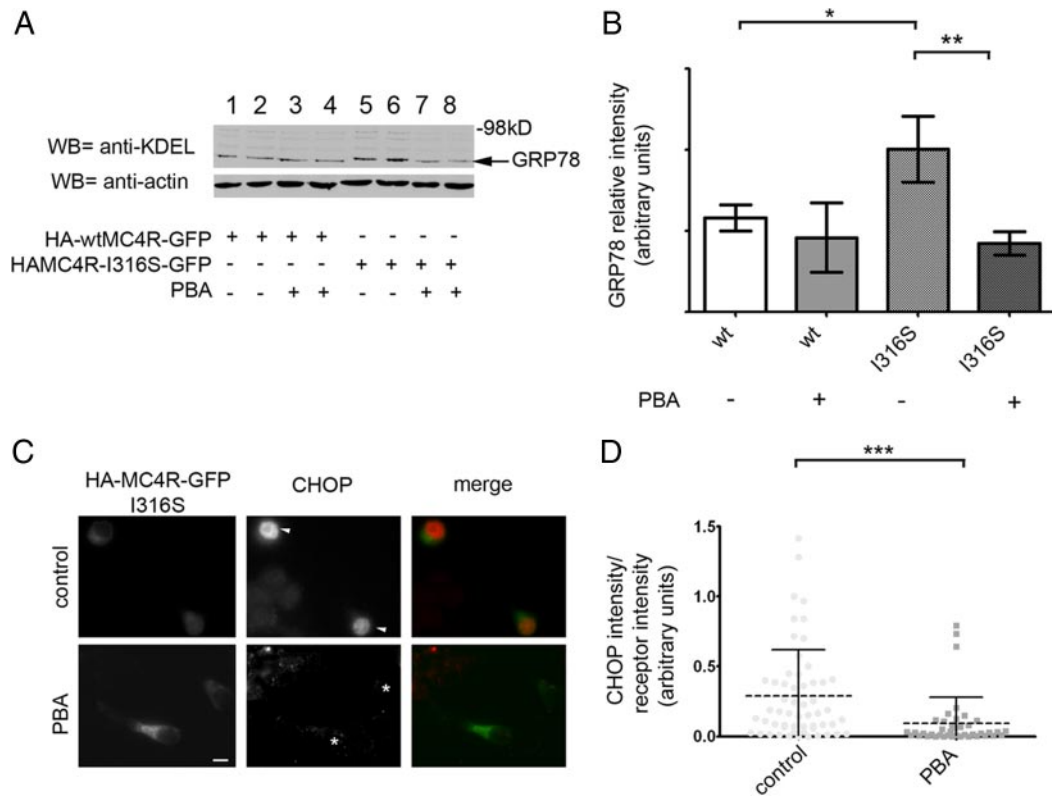 A
1 2 3 4 5 6 7 8
-98kD
WB= anti-KDEL
GRP78
WB= anti-actin
HA-wtMC4R-GFP + + + + - - - -
HAMC4R-I316S-GFP - - - - + + + +
PBA - - + + - - + +
B
*
**
GRP78 relative intensity
(arbitrary units)
wt
wt
I316S
I316S
PBA - + - +
C
HA-MC4R-GFP
I316S
CHOP
merge
control
PBA
*
*
D
***
CHOP intensity/
receptor intensity
(arbitrary units)
1.5
1.0
0.5
0.0
control
PBA